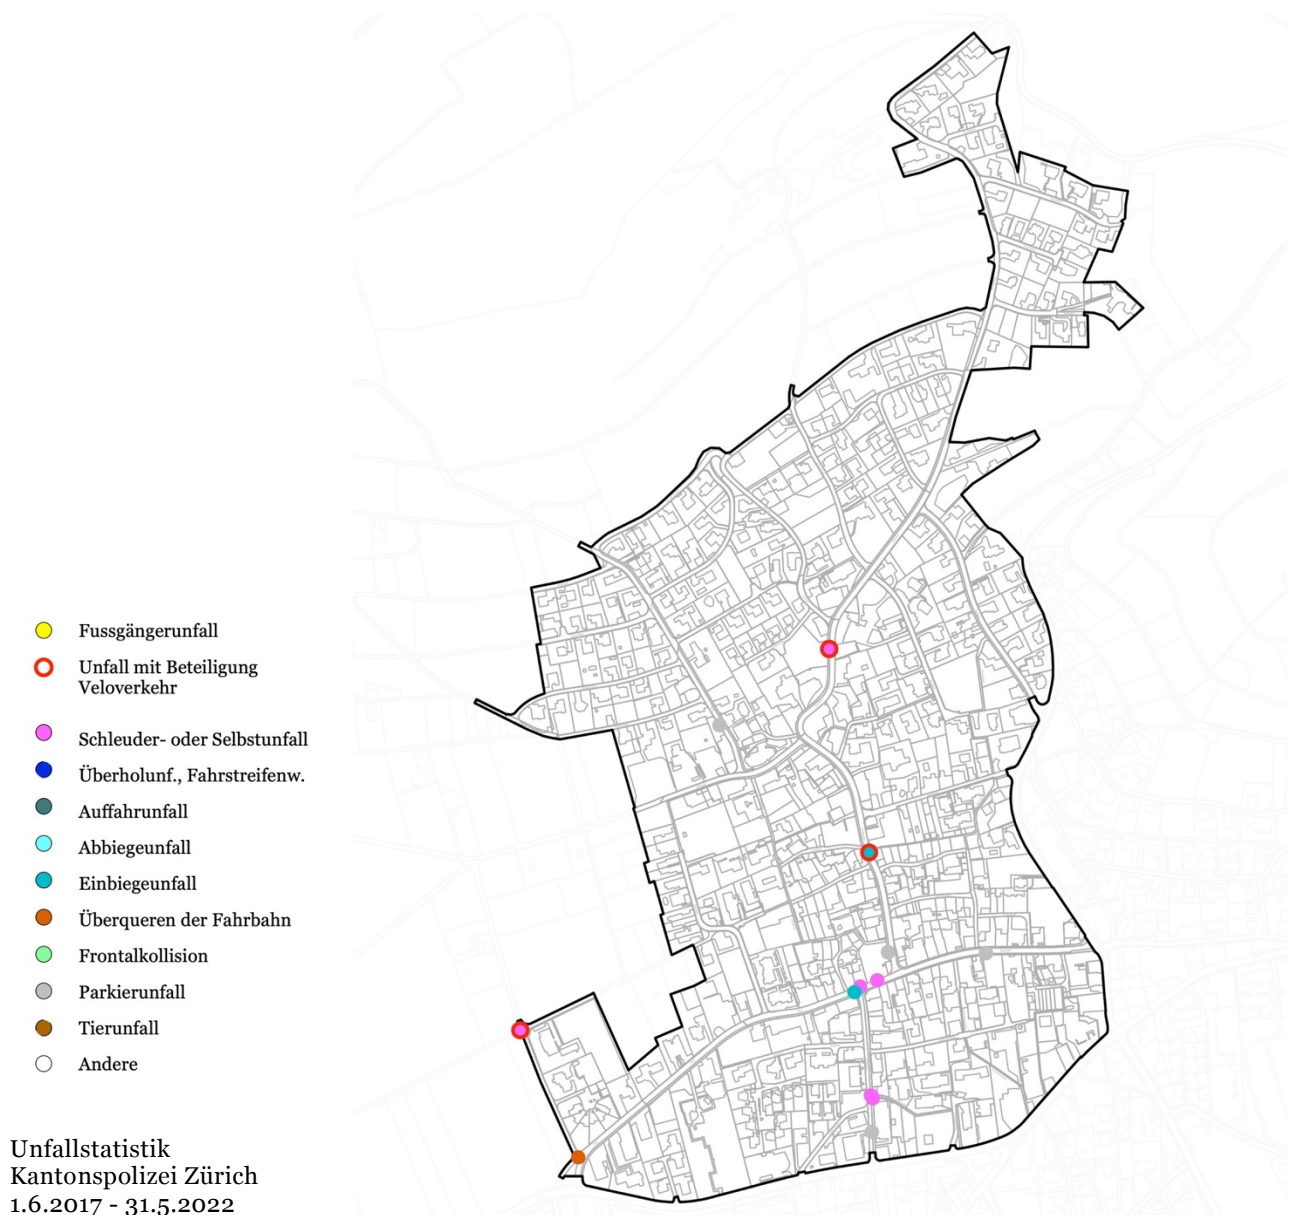 Fussgängerunfall
Unfall mit Beteiligung
Veloverkehr
Schleuder- oder Selbstunfall
Überholunf., Fahrstreifenw.
Auffahrunfall
Abbiegeunfall
Einbiegeunfall
Überqueren der Fahrbahn
Frontalkollision
Parkierunfall
Tierunfall
Andere
Unfallstatistik
Kantonspolizei Zürich
1.6.2017 - 31.5.2022